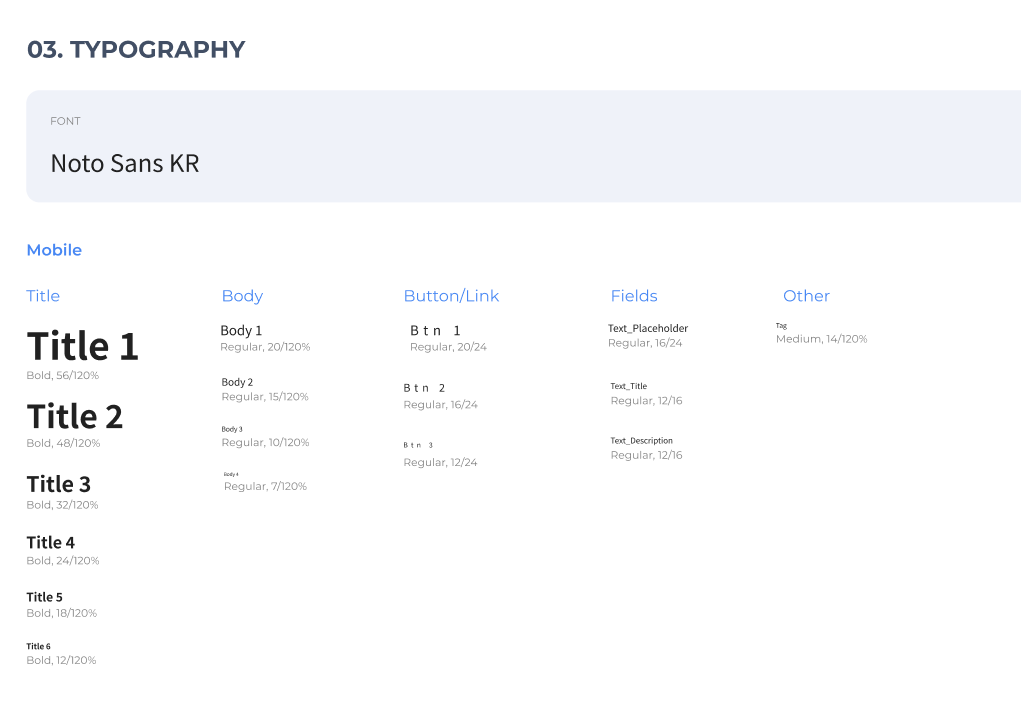 03. TYPOGRAPHY
FONT
Noto Sans KR
Mobile
Title
Title 1
Bold, 56/120%
Title 2
Bold, 48/120%
Title 3
Bold, 32/120%
Title 4
Bold, 24/120%
Title 5
Bold, 18/120%
Title 6
Bold, 12/120%
Body
Body 1
Regular, 20/120%
Body 2
Regular, 15/120%
Body 3
Regular, 10/120%
Body 4
Regular, 7/120%
Button/Link
Btn 1
Regular, 20/24
Btn 2
Regular, 16/24
Btn 3
Regular, 12/24
Fields
Text_Placeholder
Regular, 16/24
Text_Title
Regular, 12/16
Text_Description
Regular, 12/16
Other
Tag
Medium, 14/120%